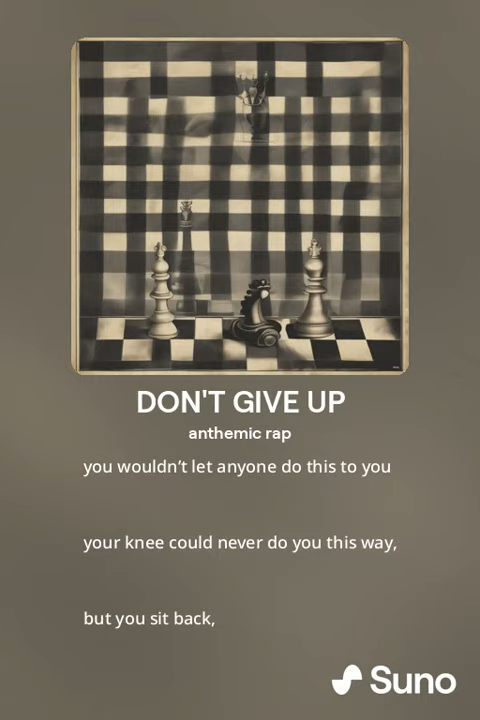 DON'T GIVE UP
anthemic rap
you wouldn’t let anyone do this to you
your knee could never do you this way,
but you sit back,
Suno